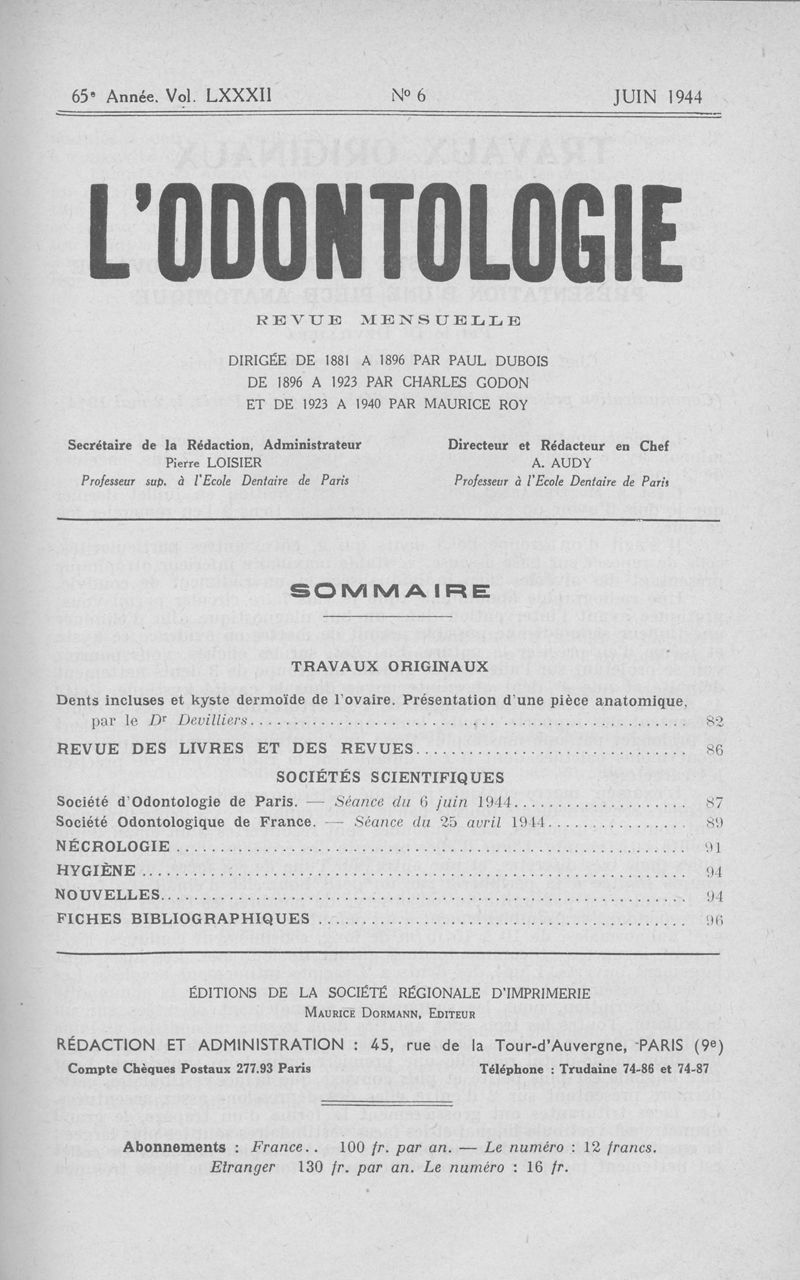 65e Année. Vol. LXXXII No 6 JUIN 1944
L'ODONTOLOGIE
REVUE MENSUELLE
DIRIGÉE DE 1881 A 1896 PAR PAUL DUBOIS
DE 1896 A 1923 PAR CHARLES GODON
ET DE 1923 A 1940 PAR MAURICE ROY
Secrétaire de la Rédaction, Administrateur
Pierre LOISIER
Professeur sup. à l'Ecole Dentaire de Paris
Directeur et Rédacteur en Chef
A. AUDY
Professeur à l'Ecole Dentaire de Paris
SOMMAIRE
TRAVAUX ORIGINAUX
Dents incluses et kyste dermoïde de l'ovaire. Présentation d'une pièce anatomique,
par le Dr Devilliers 82
REVUE DES LIVRES ET DES REVUES 86
SOCIÉTÉS SCIENTIFIQUES
Société d'Odontologie de Paris. — Séance du 6 juin 1944 87
Société Odontologique de France. — Séance du 25 avril 1944 89
NÉCROLOGIE 91
HYGIÈNE 94
NOUVELLES 94
FICHES BIBLIOGRAPHIQUES 96
ÉDITIONS DE LA SOCIÉTÉ RÉGIONALE D'IMPRIMERIE
MAURICE DORMANN, EDITEUR
RÉDACTION ET ADMINISTRATION : 45, rue de la Tour-d'Auvergne, PARIS (9e)
Compte Chèques Postaux 277.93 Paris Téléphone : Trudaine 74-86 et 74-87
Abonnements : France.. 100 fr. par an. — Le numéro : 12 francs.
Etranger 130 fr. par an. Le numéro : 16 fr.